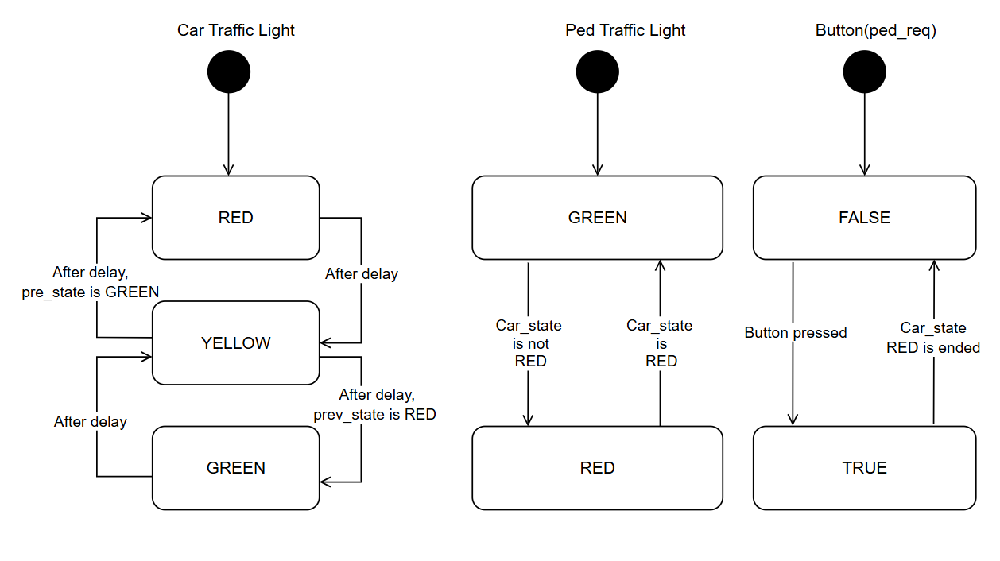 Car Traffic Light
Ped Traffic Light
Button(ped_req)
RED
After delay,
pre_state is GREEN
After delay
YELLOW
After delay,
prev_state is RED
After delay
GREEN
GREEN
Car_state
is not
RED
Car_state
is
RED
RED
FALSE
Button pressed
Car_state
RED is ended
TRUE